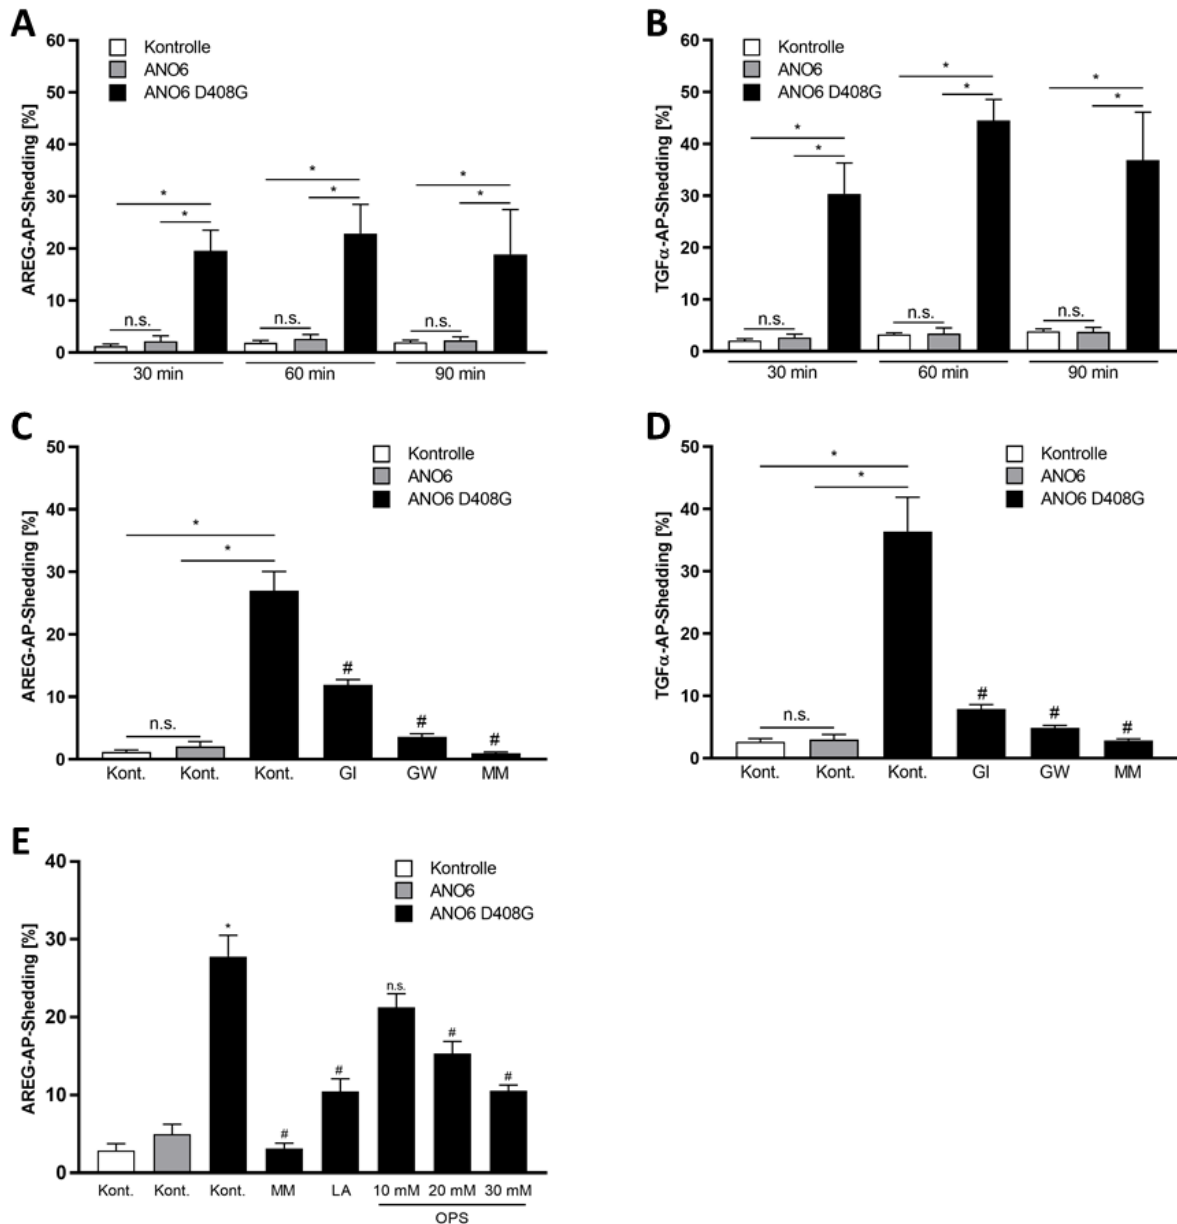 A
AREG-AP-Shedding [%]
60
50
40
30
20
10
0
Kontrolle
ANO6
ANO6 D408G
*
*
n.s.
*
*
n.s.
*
*
n.s.
30 min
60 min
90 min
B
TGFα-AP-Shedding [%]
60
50
40
30
20
10
0
Kontrolle
ANO6
ANO6 D408G
*
*
n.s.
*
*
n.s.
*
*
n.s.
30 min
60 min
90 min
C
AREG-AP-Shedding [%]
50
40
30
20
10
0
Kontrolle
ANO6
ANO6 D408G
*
*
n.s.
#
#
#
Kont. Kont. Kont. GI GW MM
D
TGFα-AP-Shedding [%]
50
40
30
20
10
0
Kontrolle
ANO6
ANO6 D408G
*
*
n.s.
#
#
#
Kont. Kont. Kont. GI GW MM
E
AREG-AP-Shedding [%]
40
30
20
10
0
Kontrolle
ANO6
ANO6 D408G
*
#
#
n.s.
#
#
Kont. Kont. Kont. MM LA 10 mM 20 mM 30 mM
OPS